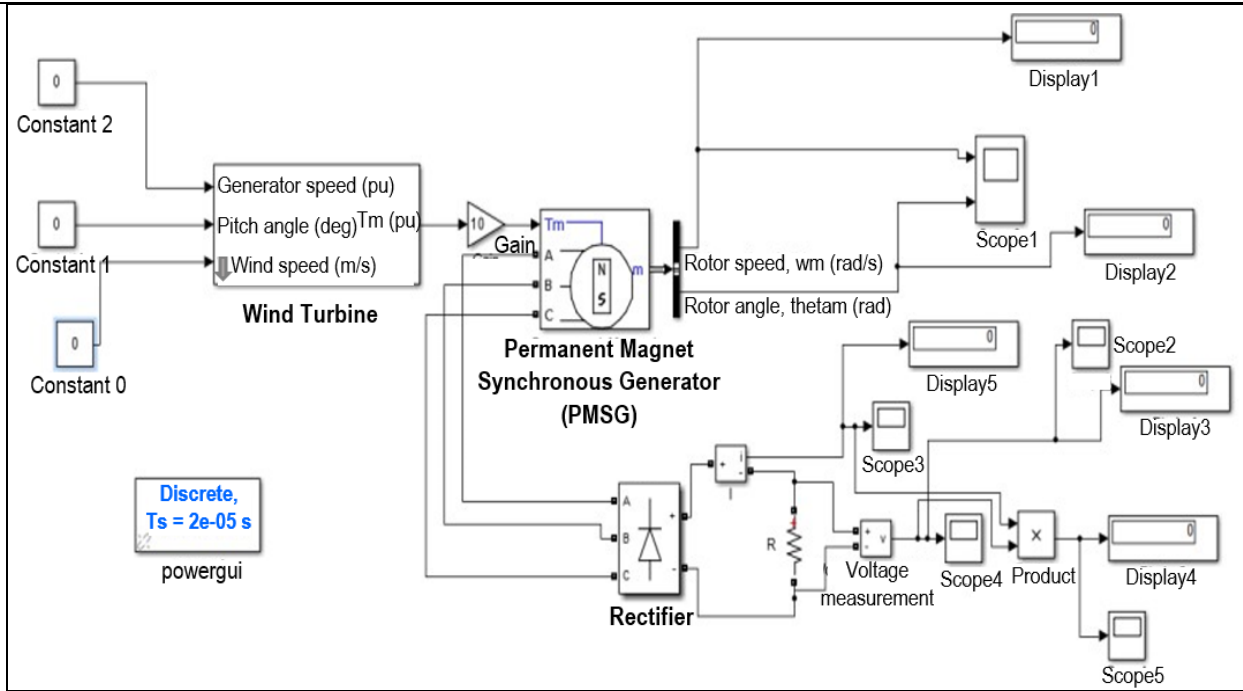 0
Constant 2
0
Constant 1
0
Constant 0
Generator speed (pu)
Pitch angle (deg)
Tm (pu)
Wind speed (m/s)
Wind Turbine
10
Gain
Tm
A
B
C
N
S
m
Permanent Magnet
Synchronous Generator
(PMSG)
Rotor speed, wm (rad/s)
Rotor angle, thetam (rad)
0
Display1
Scope1
0
Display2
0
Display5
Scope2
0
Display3
Scope3
Discrete,
Ts = 2e-05 s
powergui
A
B
C
+
-
Rectifier
+
i
-
I
+
R
+
-
v
Voltage
measurement
Scope4
×
Product
0
Display4
Scope5